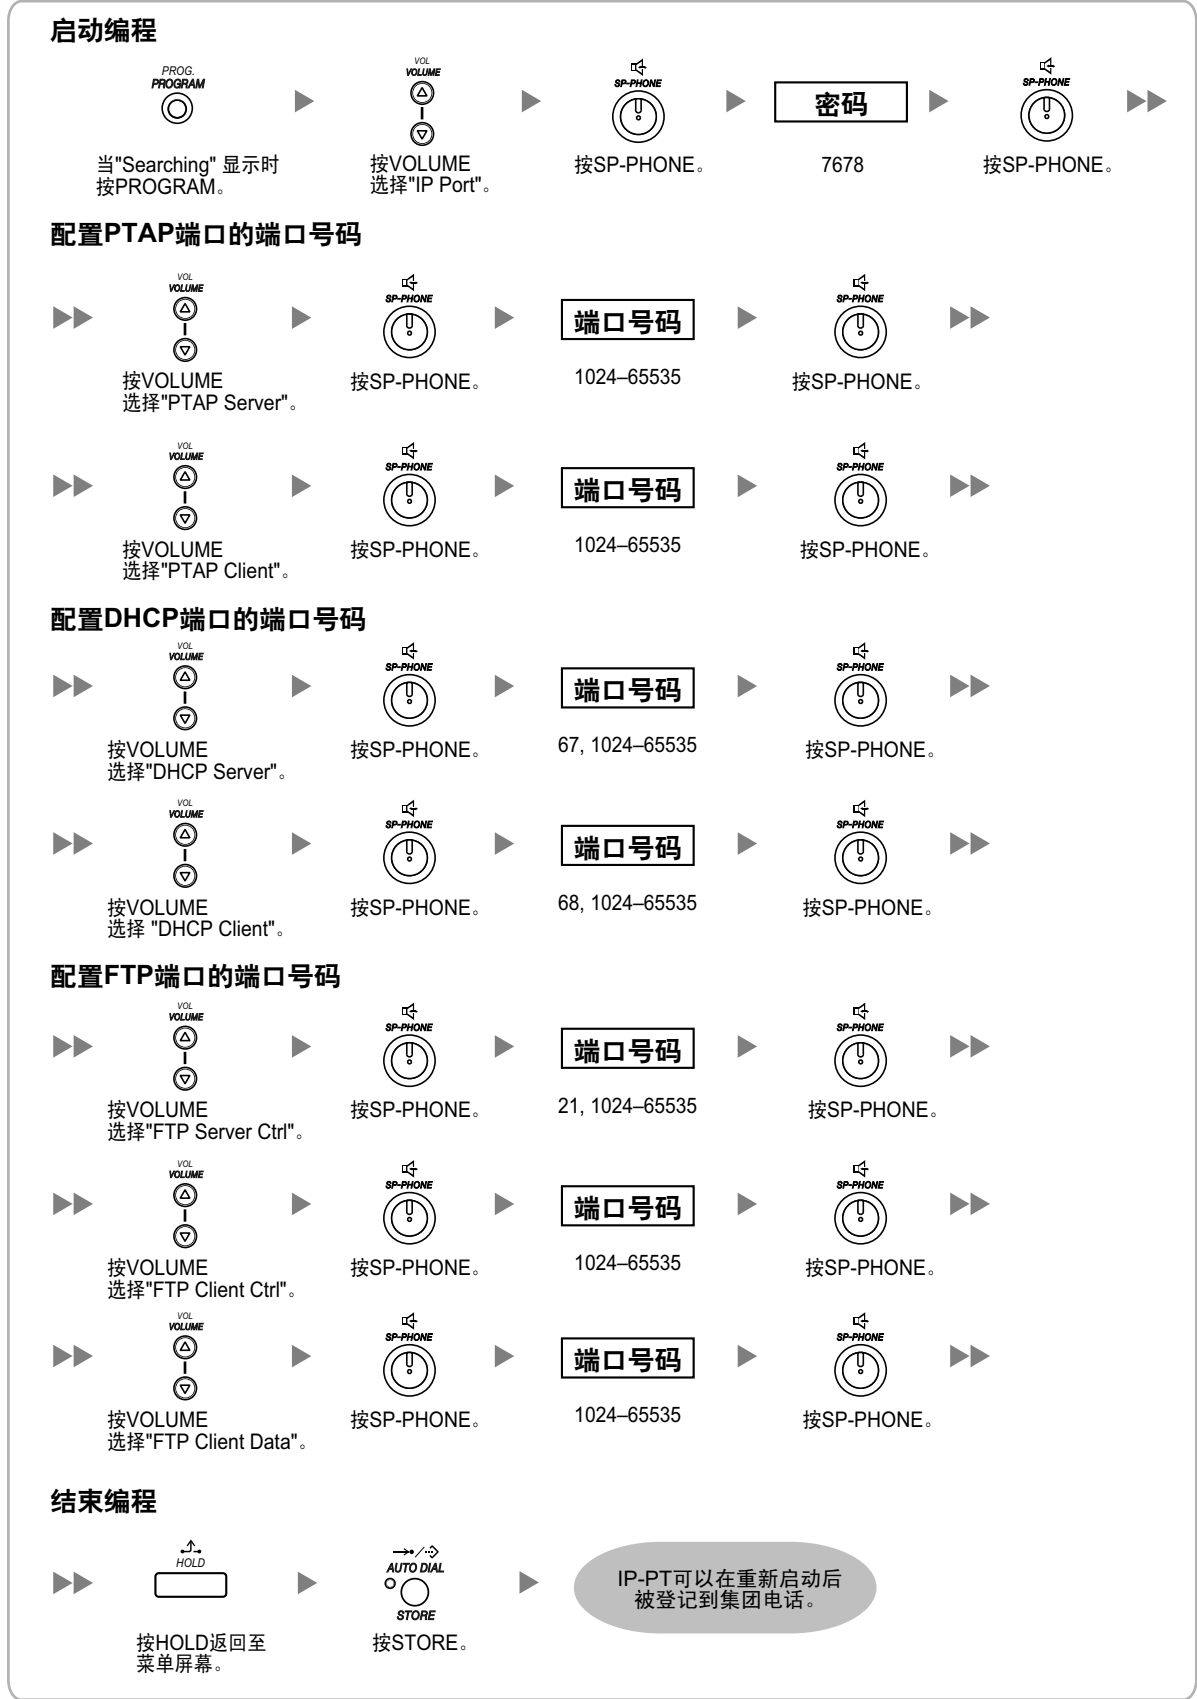 启动编程
PROG.
PROGRAM
当"Searching" 显示时
按PROGRAM。
VOL
VOLUME
按VOLUME
选择"IP Port"。
SP-PHONE
按SP-PHONE。
密码
7678
SP-PHONE
按SP-PHONE。
配置PTAP端口的端口号码
VOL
VOLUME
按VOLUME
选择"PTAP Server"。
SP-PHONE
按SP-PHONE。
端口号码
1024–65535
SP-PHONE
按SP-PHONE。
VOL
VOLUME
按VOLUME
选择"PTAP Client"。
SP-PHONE
按SP-PHONE。
端口号码
1024–65535
SP-PHONE
按SP-PHONE。
配置DHCP端口的端口号码
VOL
VOLUME
按VOLUME
选择"DHCP Server"。
SP-PHONE
按SP-PHONE。
端口号码
67, 1024–65535
SP-PHONE
按SP-PHONE。
VOL
VOLUME
按VOLUME
选择 "DHCP Client"。
SP-PHONE
按SP-PHONE。
端口号码
68, 1024–65535
SP-PHONE
按SP-PHONE。
配置FTP端口的端口号码
VOL
VOLUME
按VOLUME
选择"FTP Server Ctrl"。
SP-PHONE
按SP-PHONE。
端口号码
21, 1024–65535
SP-PHONE
按SP-PHONE。
VOL
VOLUME
按VOLUME
选择"FTP Client Ctrl"。
SP-PHONE
按SP-PHONE。
端口号码
1024–65535
SP-PHONE
按SP-PHONE。
VOL
VOLUME
按VOLUME
选择"FTP Client Data"。
SP-PHONE
按SP-PHONE。
端口号码
1024–65535
SP-PHONE
按SP-PHONE。
结束编程
HOLD
按HOLD返回至
菜单屏幕。
AUTO DIAL
STORE
按STORE。
IP-PT可以在重新启动后
被登记到集团电话。